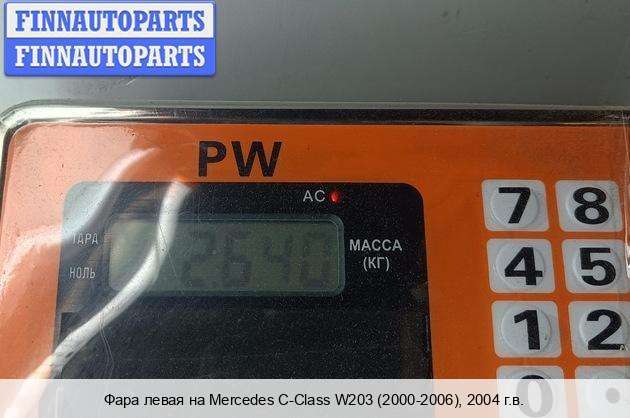 FINNAUTOPARTS
FINNAUTOPARTS
PW
AC
ТАРА
НОЛЬ
2.640
МАССА
(КГ)
7 8
4 5
1 2
0 .
Фара левая на Mercedes C-Class W203 (2000-2006), 2004 г.в.